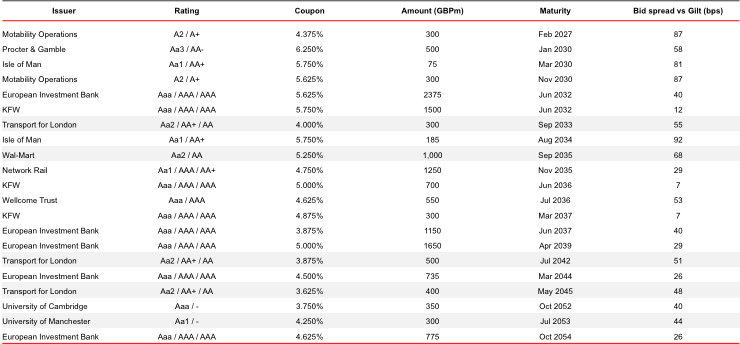 Issuer Rating Coupon Amount (GBPm) Maturity Bid spread vs Gilt (bps)
Motability Operations A2 / A+ 4.375% 300 Feb 2027 87
Procter & Gamble Aa3 / AA- 6.250% 500 Jan 2030 58
Isle of Man Aa1 / AA+ 5.750% 75 Mar 2030 81
Motability Operations A2 / A+ 5.625% 300 Nov 2030 87
European Investment Bank Aaa / AAA / AAA 5.625% 2375 Jun 2032 40
KFW Aaa / AAA / AAA 5.750% 1500 Jun 2032 12
Transport for London Aa2 / AA+ / AA 4.000% 300 Sep 2033 55
Isle of Man Aa1 / AA+ 5.750% 185 Aug 2034 92
Wal-Mart Aa2 / AA 5.250% 1,000 Sep 2035 68
Network Rail Aa1 / AAA / AA+ 4.750% 1250 Nov 2035 29
KFW Aaa / AAA / AAA 5.000% 700 Jun 2036 7
Wellcome Trust Aaa / AAA 4.625% 550 Jul 2036 53
KFW Aaa / AAA / AAA 4.875% 300 Mar 2037 7
European Investment Bank Aaa / AAA / AAA 3.875% 1150 Jun 2037 40
European Investment Bank Aaa / AAA / AAA 5.000% 1650 Apr 2039 29
Transport for London Aa2 / AA+ / AA 3.875% 500 Jul 2042 51
European Investment Bank Aaa / AAA / AAA 4.500% 735 Mar 2044 26
Transport for London Aa2 / AA+ / AA 3.625% 400 May 2045 48
University of Cambridge Aaa / - 3.750% 350 Oct 2052 40
University of Manchester Aa1 / - 4.250% 300 Jul 2053 44
European Investment Bank Aaa / AAA / AAA 4.625% 775 Oct 2054 26